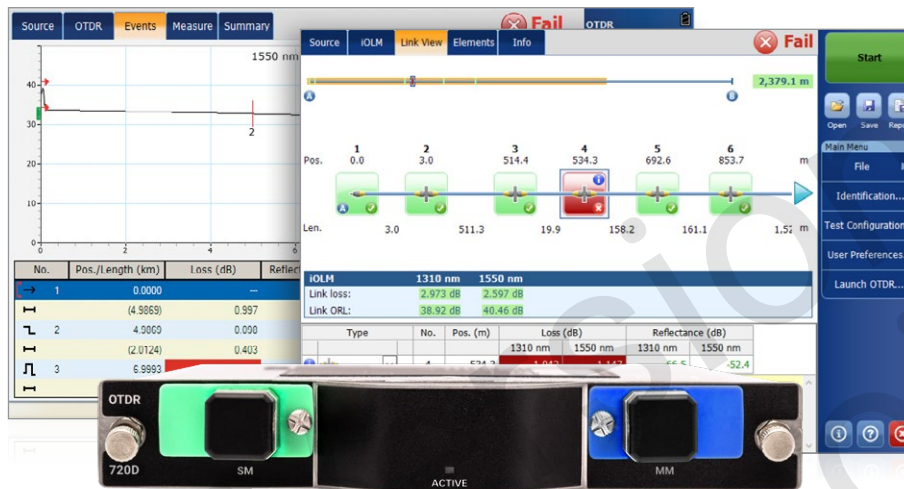 Source OTDR Events Measure Summary
Fail
OTDR
1550 nm
40
30
20
10
0
0 2 4 6
2
No. Pos./Length (km) Loss (dB)
1 0.0000 ---
(4.9869) 0.997
2 4.9869 0.098
(2.0124) 0.403
3 6.9993
Source iOLM Link View Elements Info
Fail
2,379.1 m
A B
1 2 3 4 5 6
Pos. 0.0 3.0 514.4 534.3 692.6 853.7 m
A
Len. 3.0 511.3 19.9 158.2 161.1 m
iOLM 1310 nm 1550 nm
Link loss: 2.973 dB 2.597 dB
Link ORL: 38.92 dB 40.46 dB
Type No. Pos. (m) Loss (dB) Reflectance (dB)
1310 nm 1550 nm 1310 nm 1550 nm
-52.4
Start
Open Save
Main Menu
File
Identification...
Test Configuration
User Preferences
Launch OTDR...
OTDR
720D
SM
ACTIVE
MM